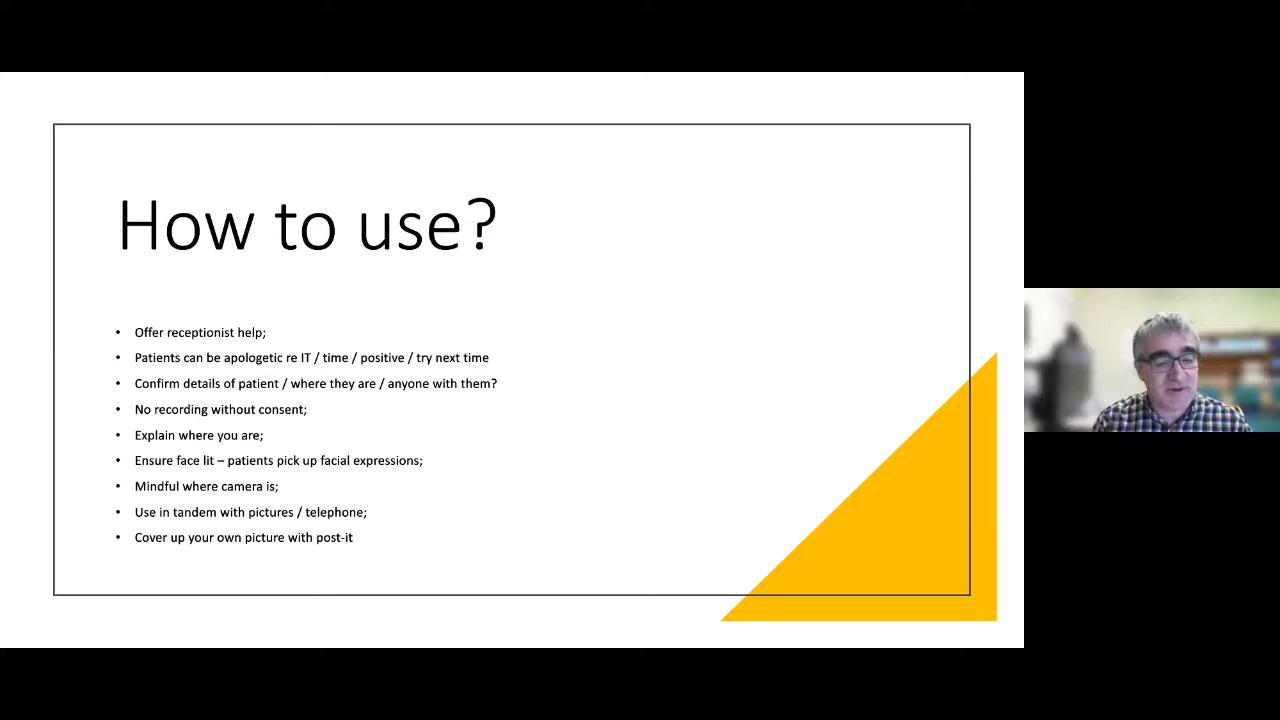 How to use?
• Offer receptionist help;
• Patients can be apologetic re IT / time / positive / try next time
• Confirm details of patient / where they are / anyone with them?
• No recording without consent;
• Explain where you are;
• Ensure face lit – patients pick up facial expressions;
• Mindful where camera is;
• Use in tandem with pictures / telephone;
• Cover up your own picture with post-it